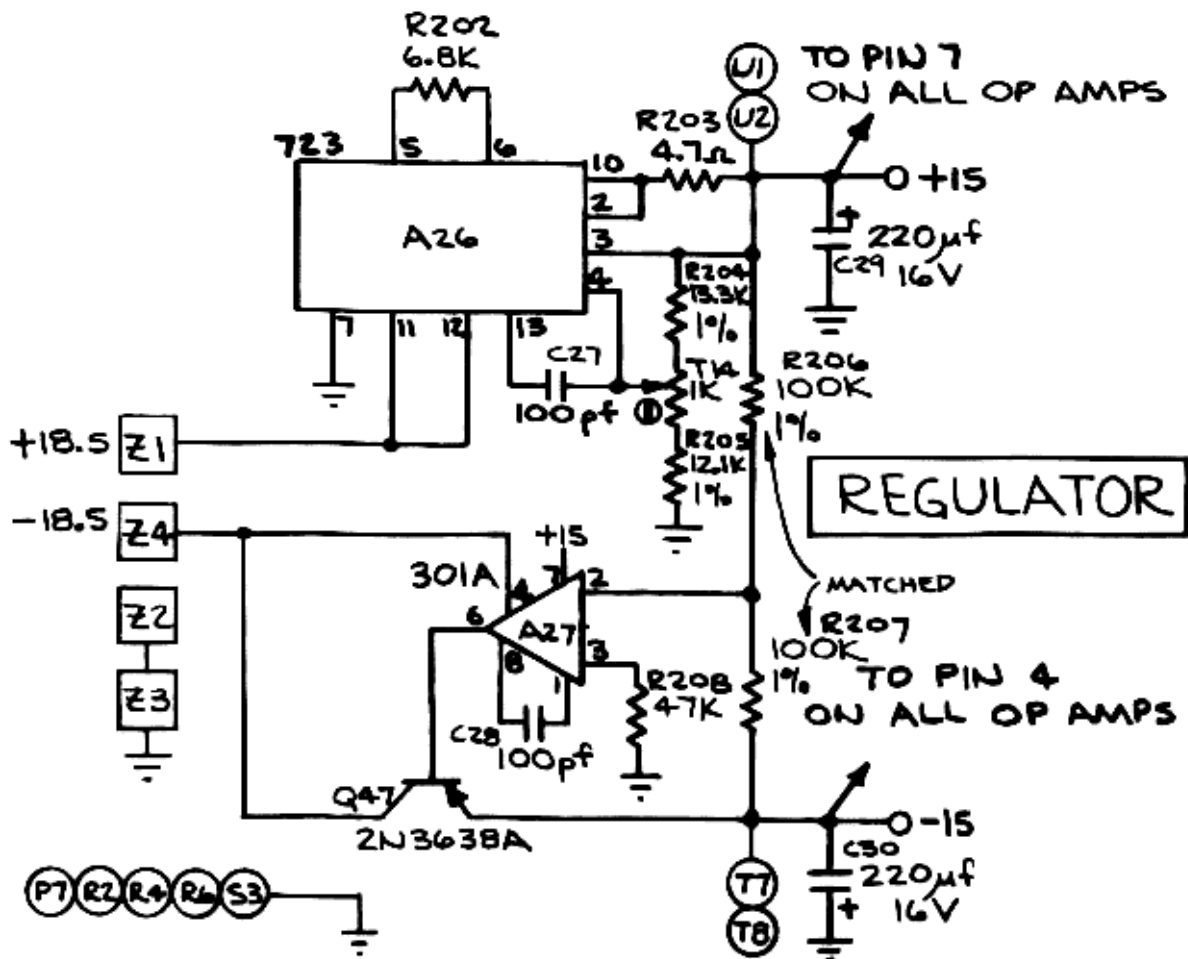 R202
6.8K
U1
U2
TO PIN 7
ON ALL OP AMPS
723
5
6
R203
4.7Ω
10
2
3
4
A26
+15
+
220µf
C29
16V
7
11
12
13
C27
100pf
R204
13.3K
1%
T14
1K
R205
12.1K
1%
R206
100K
1%
+18.5
Z1
REGULATOR
-18.5
Z4
+15
301A
7
4
2
6
A27
3
8
1
MATCHED
R207
100K
1%
TO PIN 4
ON ALL OP AMPS
Z2
Z3
R208
47K
C28
100pf
Q47
2N3638A
-15
C30
220µf
16V
+
P7
R2
R4
R6
S3
T7
T8